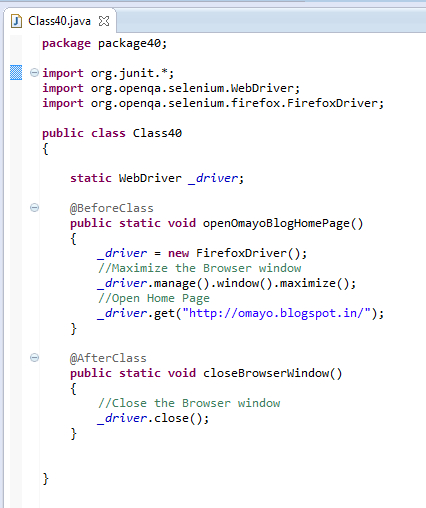 Class40.java
package package40;
import org.junit.*;
import org.openqa.selenium.WebDriver;
import org.openqa.selenium.firefox.FirefoxDriver;
public class Class40
{
static WebDriver _driver;
@BeforeClass
public static void openOmayoBlogHomePage()
{
_driver = new FirefoxDriver();
//Maximize the Browser window
_driver.manage().window().maximize();
//Open Home Page
_driver.get("http://omayo.blogspot.in/");
}
@AfterClass
public static void closeBrowserWindow()
{
//Close the Browser window
_driver.close();
}
}